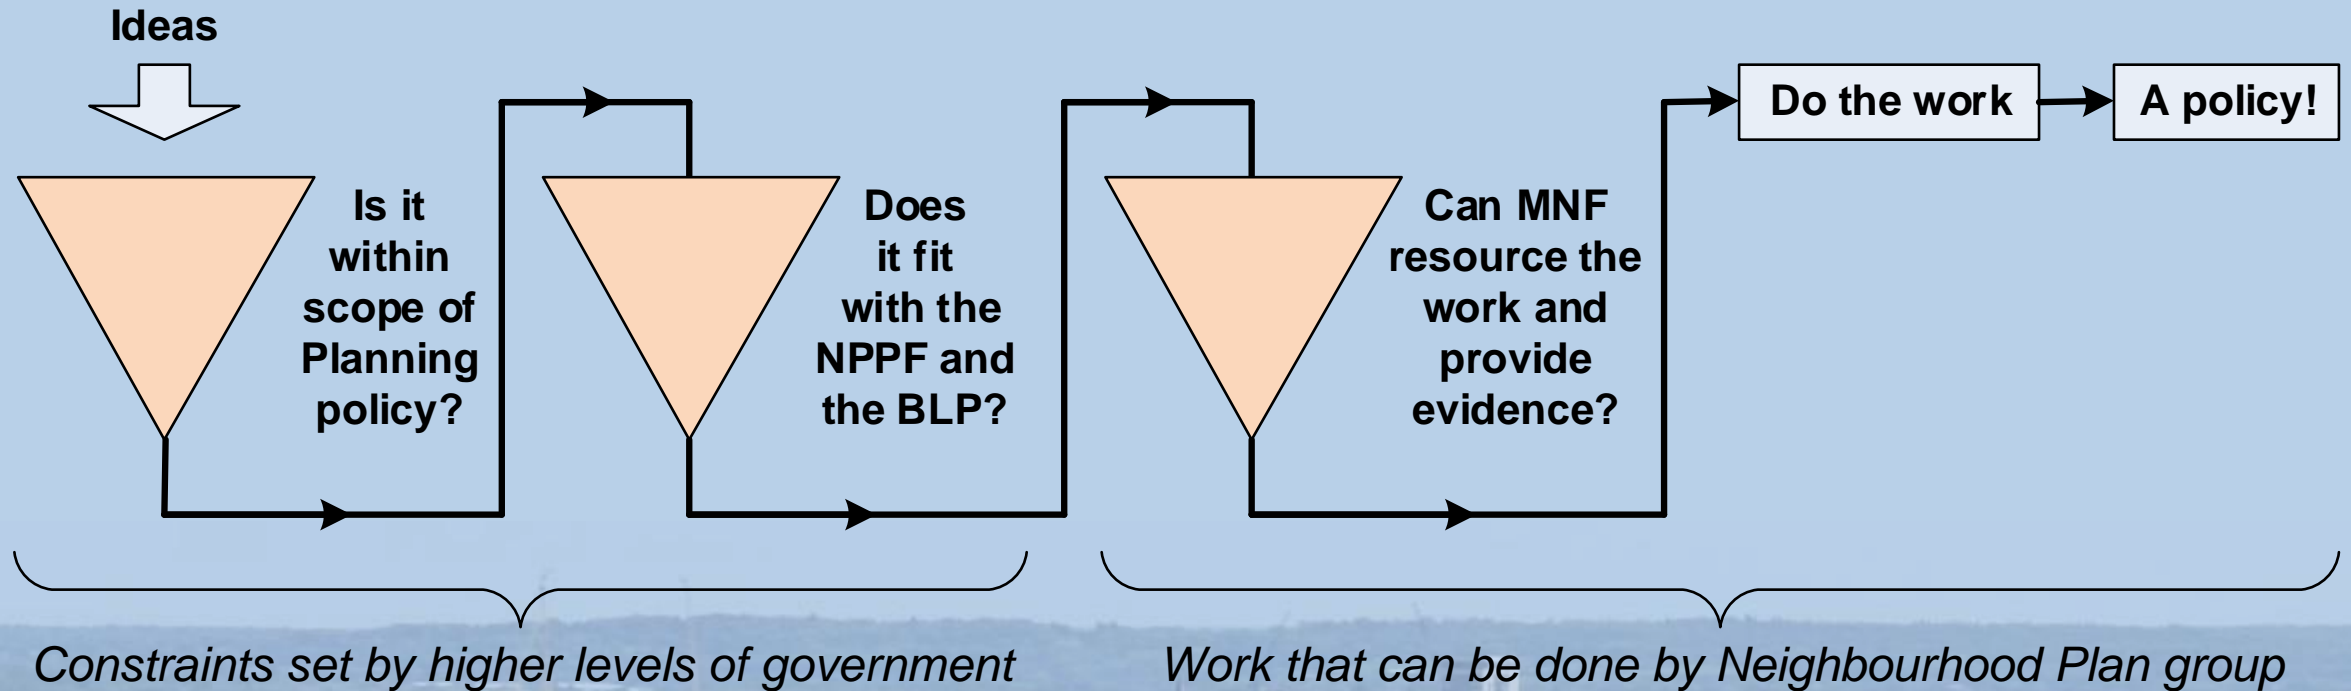 Ideas
Is it
within
scope of
Planning
policy?
Does
it fit
with the
NPPF and
the BLP?
Can MNF
resource the
work and
provide
evidence?
Do the work
A policy!
Constraints set by higher levels of government
Work that can be done by Neighbourhood Plan group